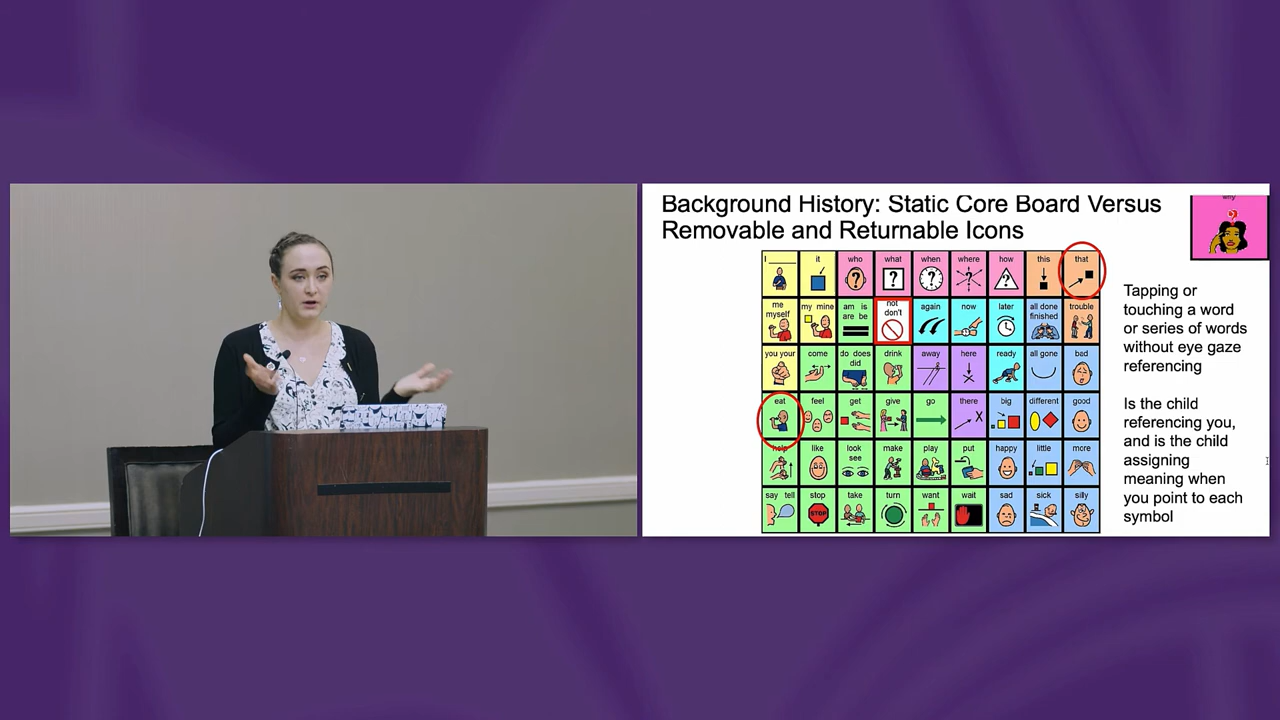 Background History: Static Core Board Versus
Removable and Returnable Icons
why
I ____ it who what when where how this that
me myself my mine am is are be not don't again now later all done finished trouble
you your come do does did drink away here ready all gone bad
eat feel get give go there big different good
help like look see make play put happy little more
say tell stop take turn want wait sad sick silly
STOP
Tapping or
touching a word
or series of words
without eye gaze
referencing
Is the child
referencing you,
and is the child
assigning
meaning when
you point to each
symbol